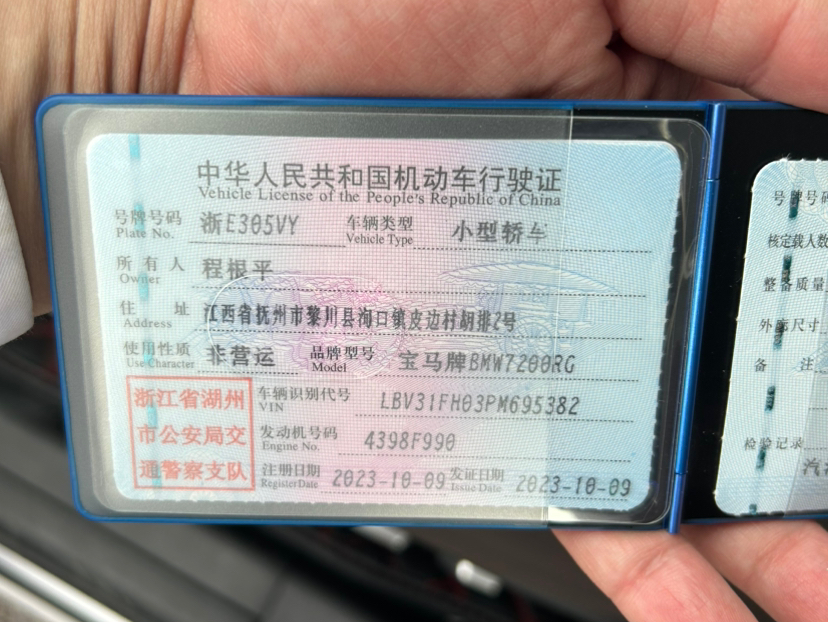 中华人民共和国机动车行驶证
Vehicle License of the People's Republic of China
号牌号码 浙E305VY 车辆类型 小型轿车
Plate No. Vehicle Type
所有人 程根平
Owner
住址 江西省抚州市黎川县洵口镇皮边村胡排2号
Address
使用性质 非营运 品牌型号 宝马牌BMW7200RG
Use Character Model
浙江省湖州
市公安局交
通警察支队
车辆识别代号 LBV31FH03PM695382
VIN
发动机号码 4398F990
Engine No.
注册日期 2023-10-09 发证日期 2023-10-09
Register Date Issue Date
号牌号码
核定载人数
整备质量
外廓尺寸
备注
检验记录